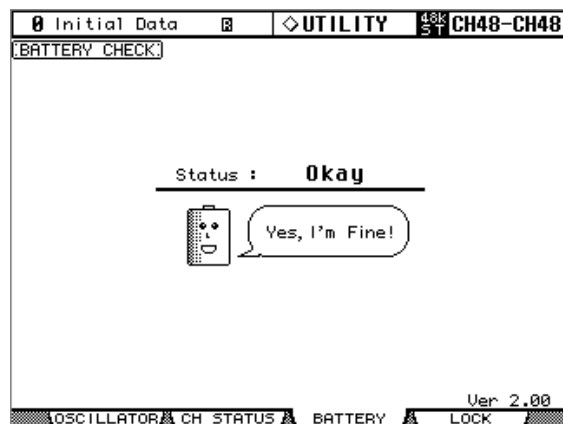 0 Initial Data R ◇UTILITY 48K ST CH48-CH48
BATTERY CHECK
Status : Okay
Yes, I'm Fine!
Ver 2.00
OSCILLATOR CH STATUS BATTERY LOCK